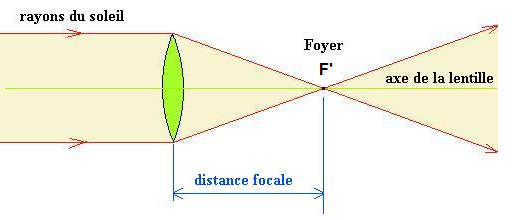 rayons du soleil
Foyer
F'
axe de la lentille
distance focale